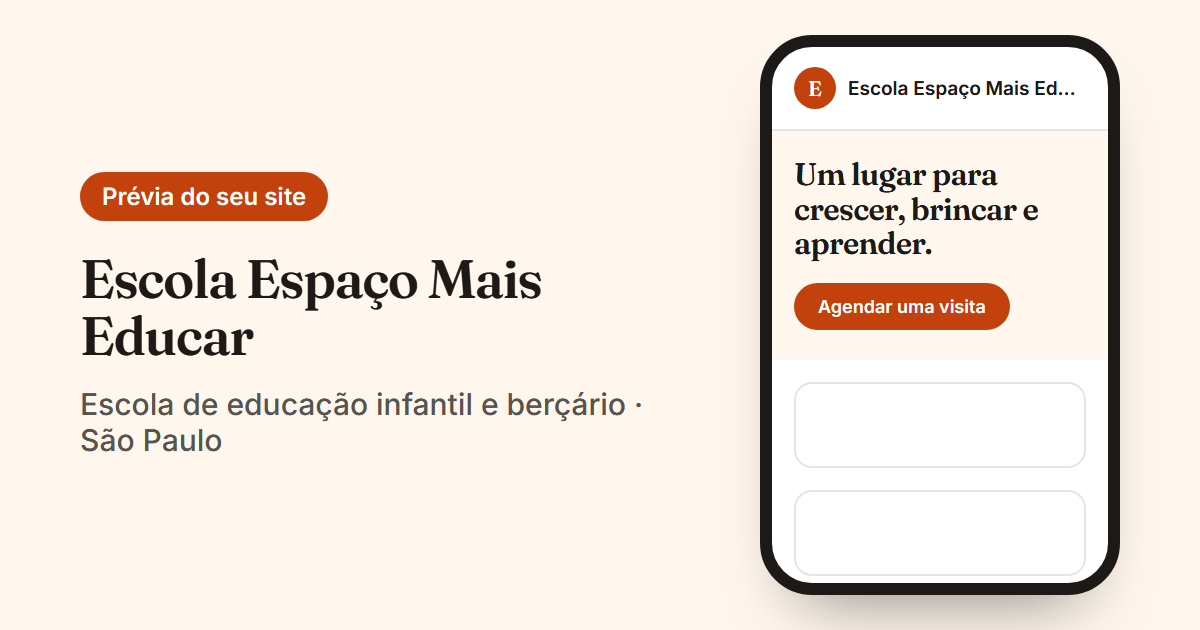 Prévia do seu site
Escola Espaço Mais
Educar
Escola de educação infantil e berçário ·
São Paulo
E
Escola Espaço Mais Ed...
Um lugar para
crescer, brincar e
aprender.
Agendar uma visita